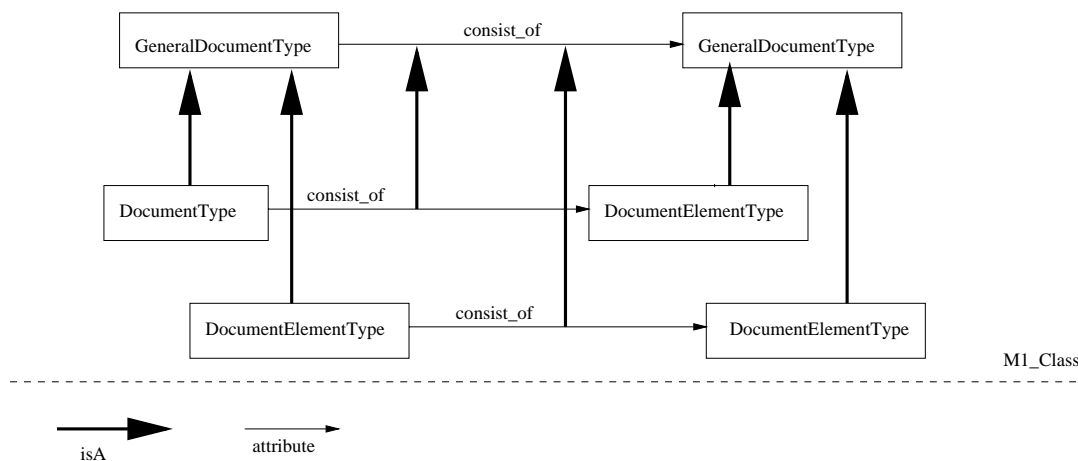 GeneralDocumentType
consist_of
GeneralDocumentType
DocumentType
consist_of
DocumentElementType
DocumentElementType
consist_of
DocumentElementType
M1_Class
isA
attribute